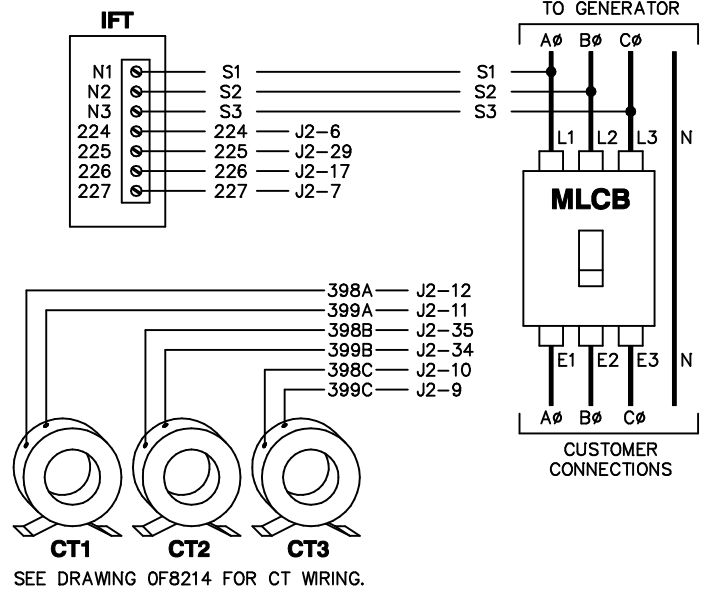 IFT
TO GENERATOR
AØ BØ CØ
N1 S1 S1
N2 S2 S2
N3 S3 S3
224 224 J2-6
225 225 J2-29
226 226 J2-17
227 227 J2-7
L1 L2 L3 N
MLCB
398A J2-12
399A J2-11
398B J2-35
399B J2-34
398C J2-10
399C J2-9
E1 E2 E3 N
AØ BØ CØ
CUSTOMER
CONNECTIONS
CT1 CT2 CT3
SEE DRAWING 0F8214 FOR CT WIRING.